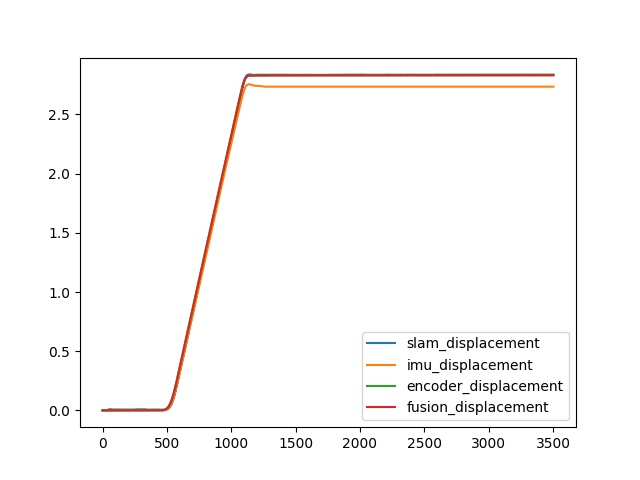 2.5
2.0
1.5
1.0
0.5
0.0
slam_displacement
imu_displacement
encoder_displacement
fusion_displacement
0 500 1000 1500 2000 2500 3000 3500